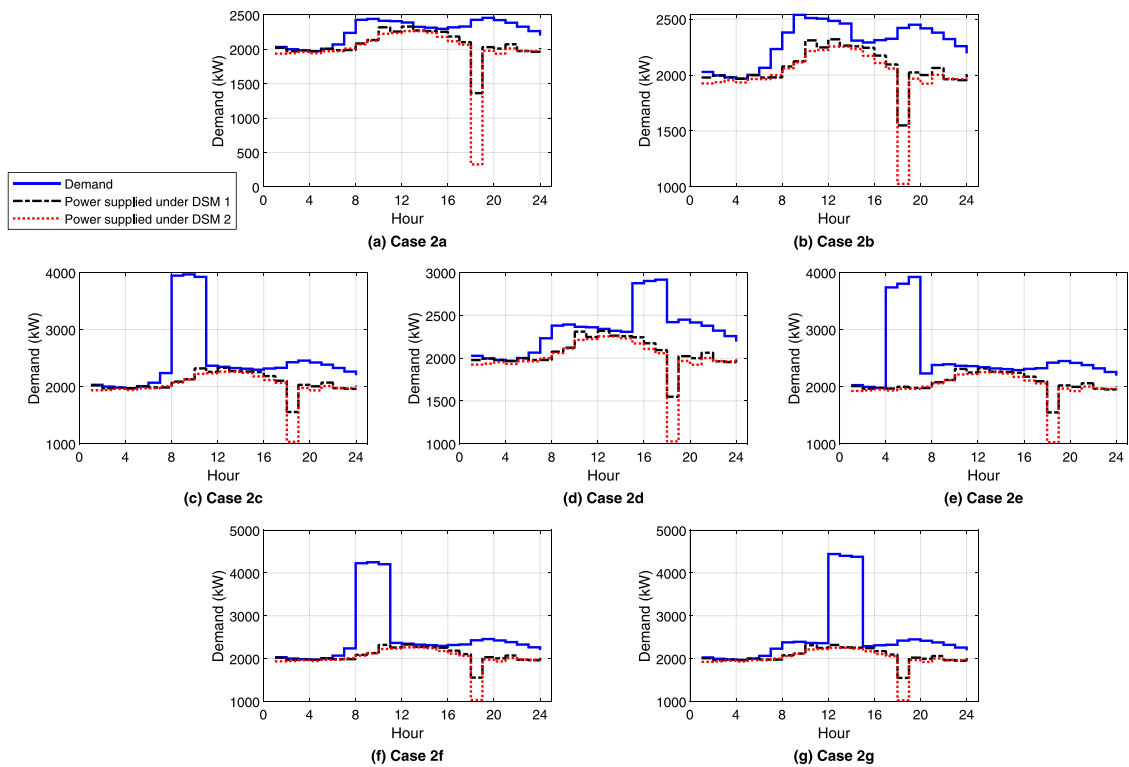 2500
2000
1500
1000
500
0
Demand (kW)
0 4 8 12 16 20 24
Hour
(a) Case 2a
2500
2000
1500
1000
Demand (kW)
0 4 8 12 16 20 24
Hour
(b) Case 2b
Demand
Power supplied under DSM 1
Power supplied under DSM 2
4000
3000
2000
1000
Demand (kW)
0 4 8 12 16 20 24
Hour
(c) Case 2c
3000
2500
2000
1500
1000
Demand (kW)
0 4 8 12 16 20 24
Hour
(d) Case 2d
4000
3000
2000
1000
Demand (kW)
0 4 8 12 16 20 24
Hour
(e) Case 2e
5000
4000
3000
2000
1000
Demand (kW)
0 4 8 12 16 20 24
Hour
(f) Case 2f
5000
4000
3000
2000
1000
Demand (kW)
0 4 8 12 16 20 24
Hour
(g) Case 2g